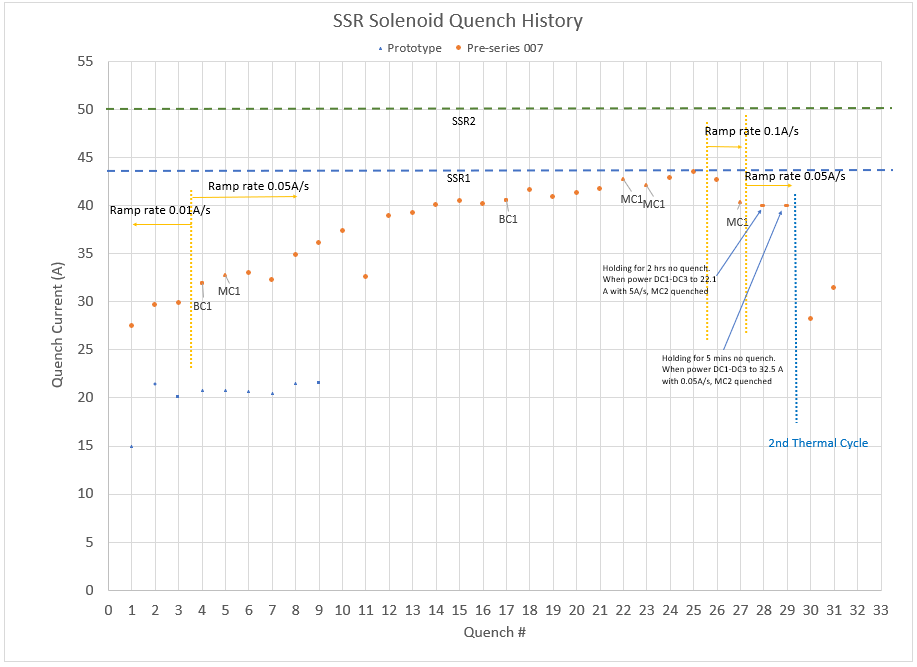 SSR Solenoid Quench History
Prototype Pre-series 007
55
50
45
40
35
30
25
20
15
10
5
0
Quench Current (A)
SSR2
SSR1
Ramp rate 0.1A/s
Ramp rate 0.05A/s
Ramp rate 0.05A/s
Ramp rate 0.01A/s
BC1
MC1
BC1
MC1
MC1
MC1
Holding for 2 hrs no quench.
When power DC1-DC3 to 22.1
A with 5A/s, MC2 quenched
Holding for 5 mins no quench.
When power DC1-DC3 to 32.5 A
with 0.05A/s, MC2 quenched
2nd Thermal Cycle
0 1 2 3 4 5 6 7 8 9 10 11 12 13 14 15 16 17 18 19 20 21 22 23 24 25 26 27 28 29 30 31 32 33
Quench #